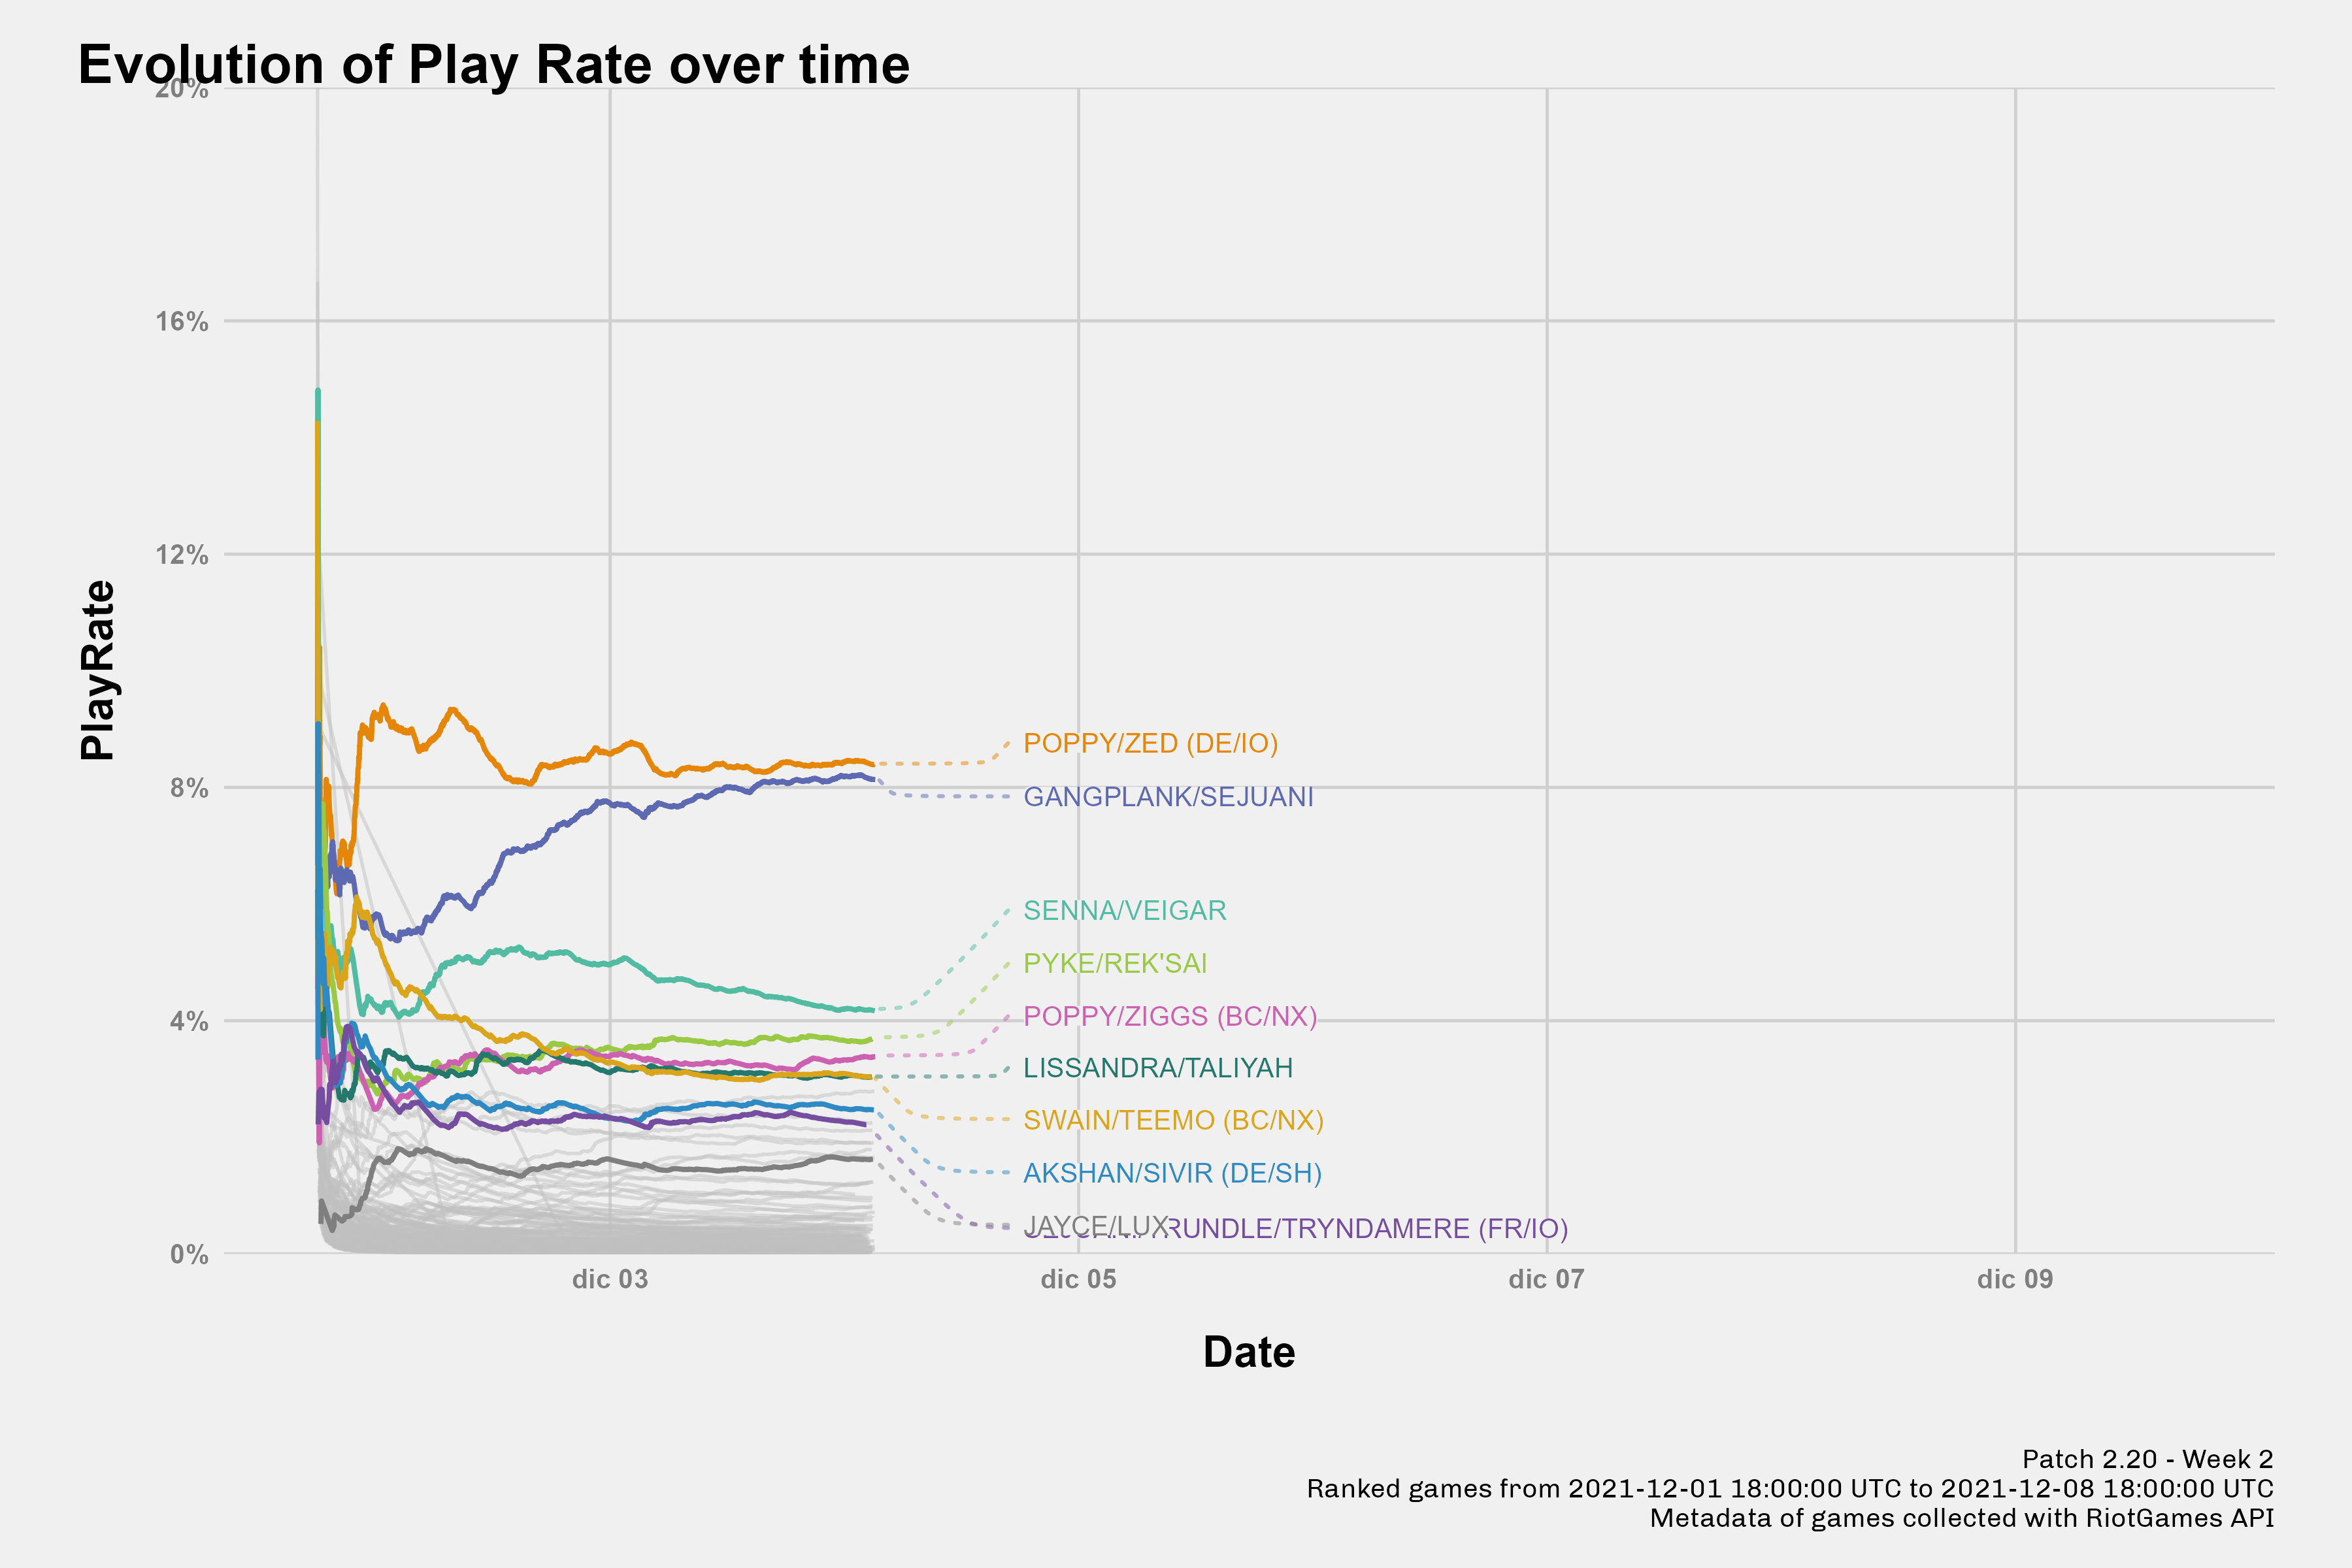 Evolution of Play Rate over time
20%
16%
12%
8%
4%
0%
PlayRate
POPPY/ZED (DE/IO)
GANGPLANK/SEJUANI
SENNA/VEIGAR
PYKE/REK'SAI
POPPY/ZIGGS (BC/NX)
LISSANDRA/TALIYAH
SWAIN/TEEMO (BC/NX)
AKSHAN/SIVIR (DE/SH)
JAYCE/LUX
RUNDLE/TRYNDAMERE (FR/IO)
dic 03
dic 05
dic 07
dic 09
Date
Patch 2.20 - Week 2
Ranked games from 2021-12-01 18:00:00 UTC to 2021-12-08 18:00:00 UTC
Metadata of games collected with RiotGames API